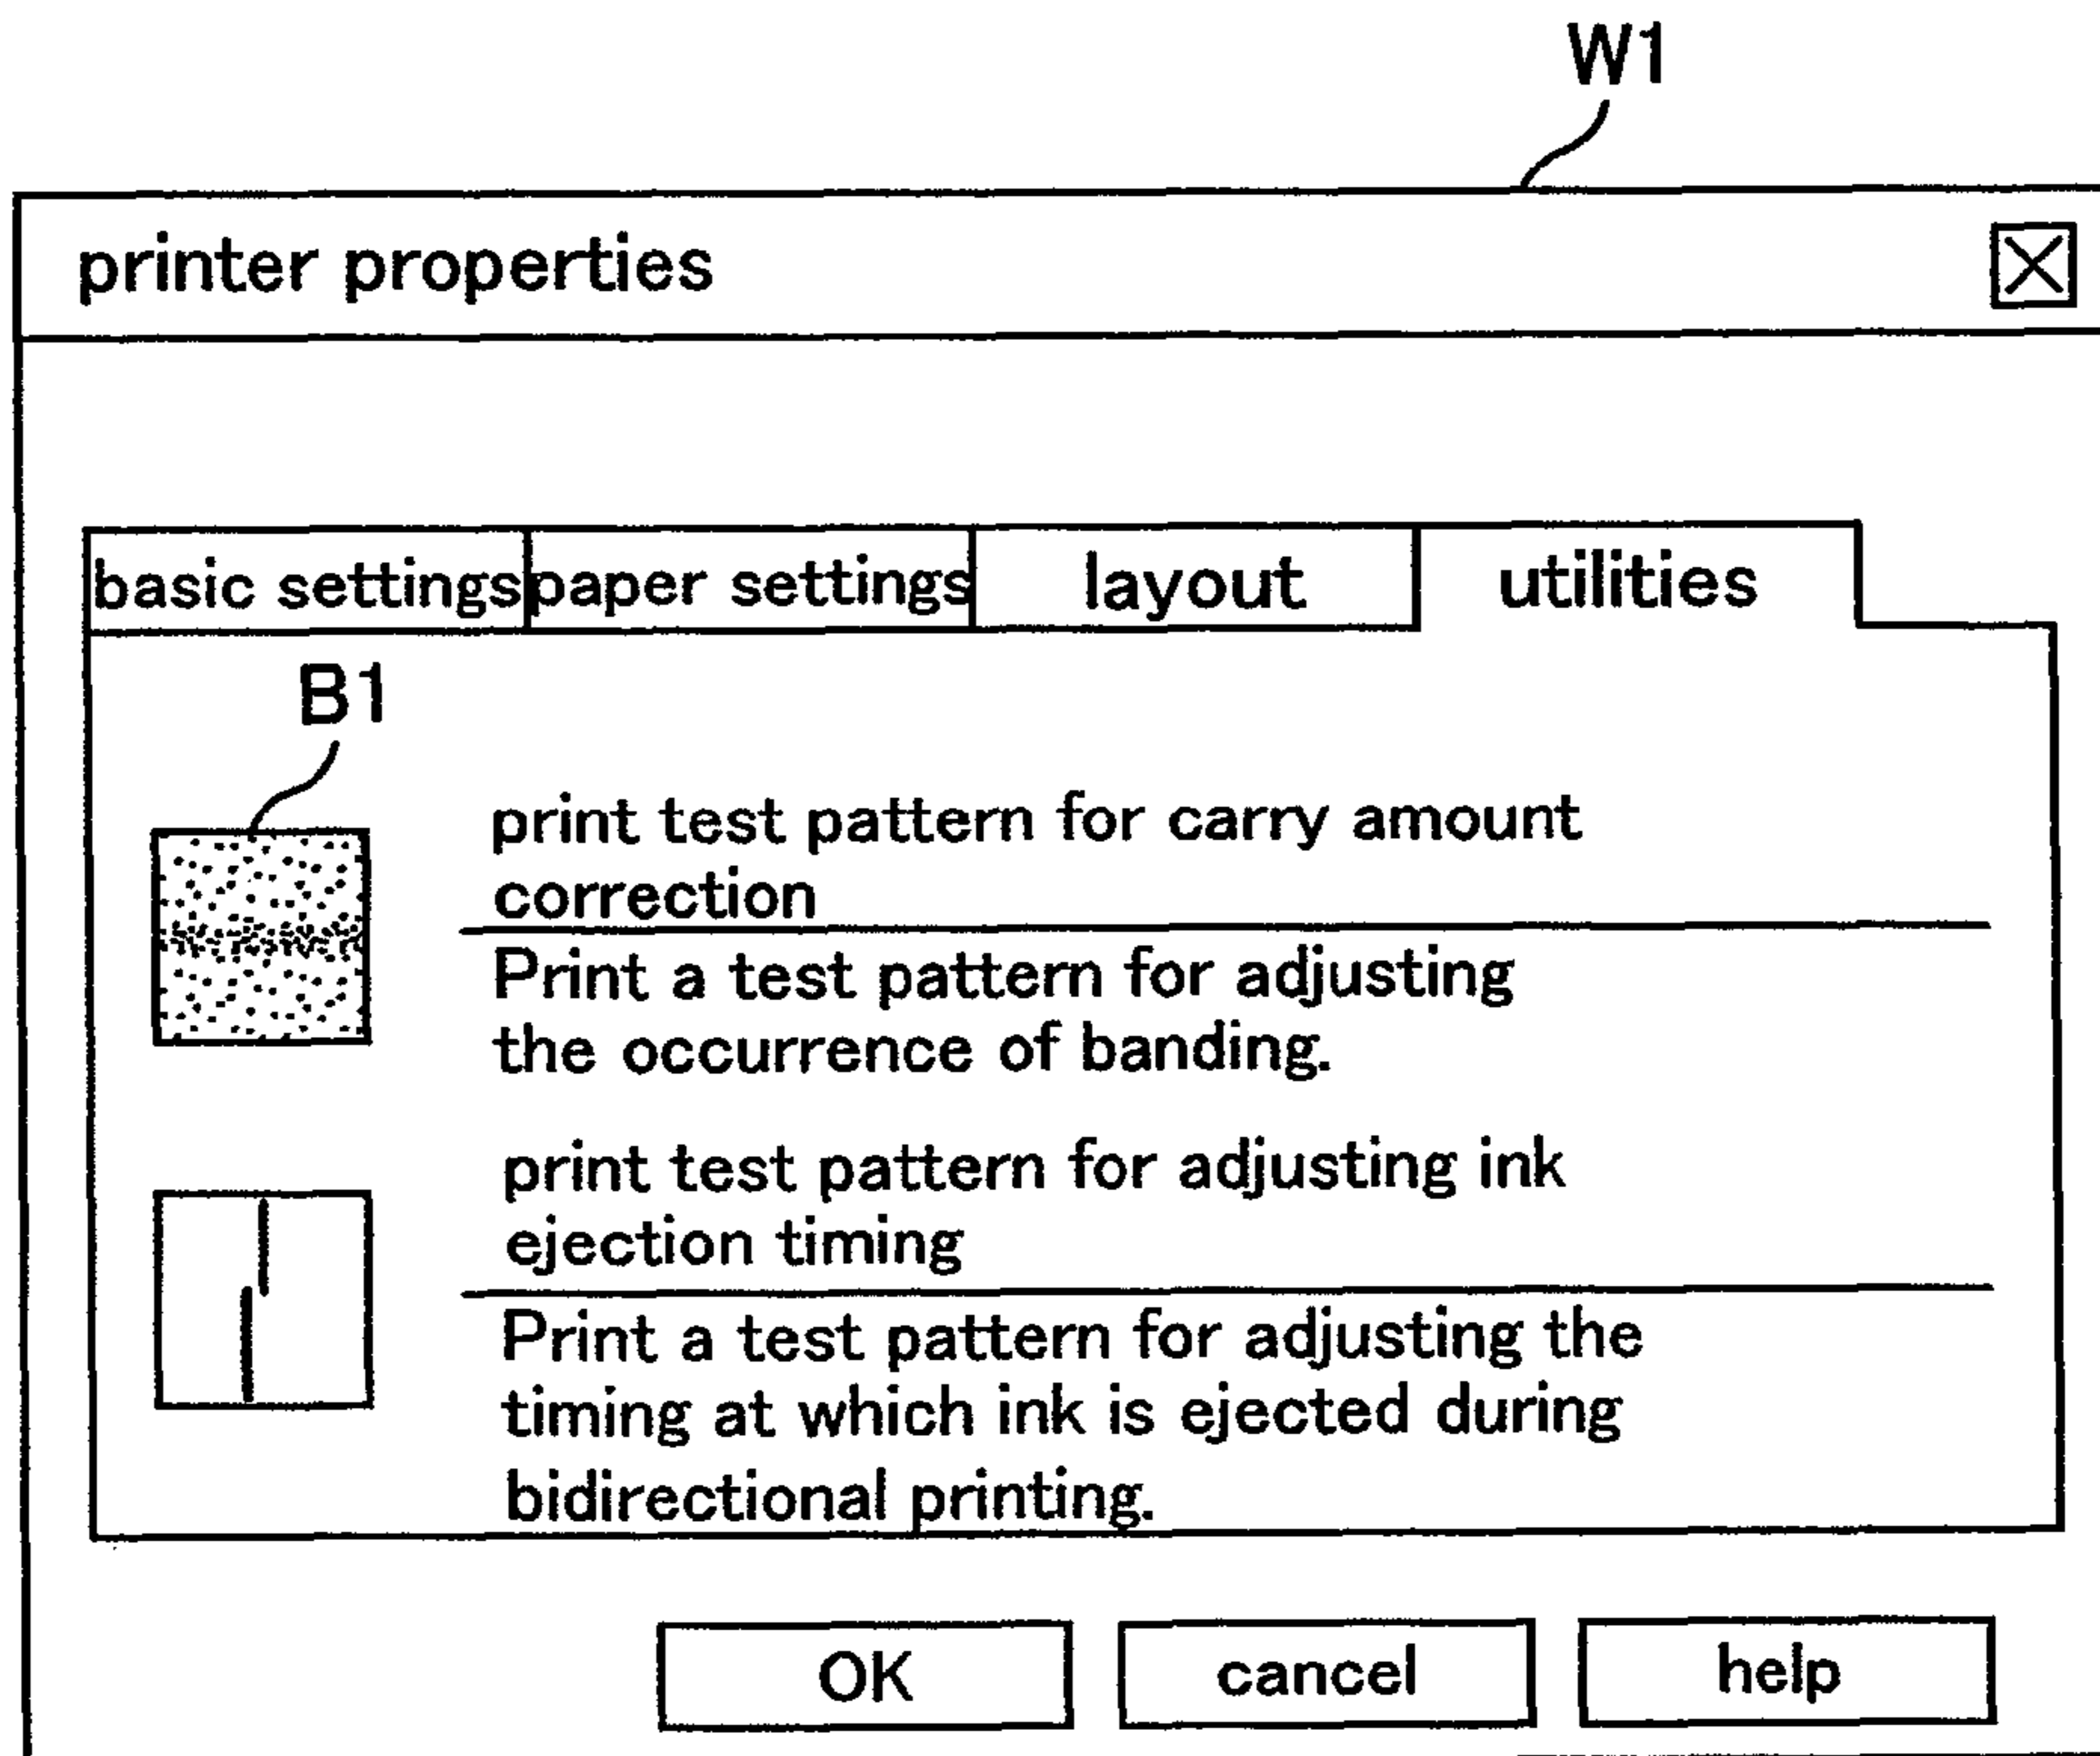 W1
printer properties
basic settings paper settings layout utilities
B1
print test pattern for carry amount
correction
Print a test pattern for adjusting
the occurrence of banding.
print test pattern for adjusting ink
ejection timing
Print a test pattern for adjusting the
timing at which ink is ejected during
bidirectional printing.
OK cancel help